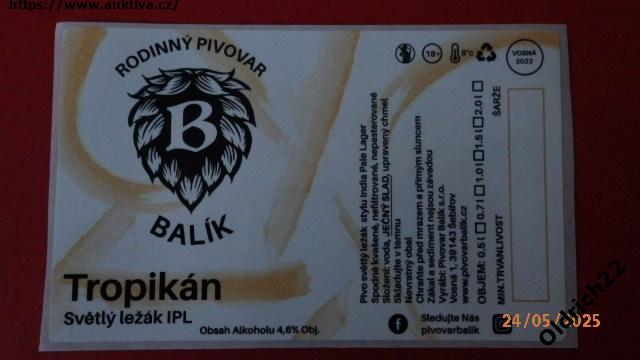 https://www.auktiva.cz/
RODINNÝ PIVOVAR
B
BALÍK
Tropikán
Světlý ležák IPL
Obsah Alkoholu 4,6% Obj.
Pivo světlý ležák stylu India Pale Lager
Spodně kvašené, nefiltrované, nepasterované
Složení: voda, JEČNÝ SLAD, upravený chmel
Skladujte v temnu
Nevratný obal
Chraňte před mrazem a přímým sluncem
Zákal a sediment nejsou závadou
Vyrábí: Pivovar Balík s.r.o.
Vosná 1, 39143 Šebířov
www.pivovarbalik.cz
OBJEM: 0.5 l 0.7 l 1.0 l 1.5 l 2.0 l
MIN.TRVANLIVOST
ŠARŽE
18+
8°C
VOSNÁ
2022
Sledujte Nás
pivovarbalik
24/05/2025
Oldrich22